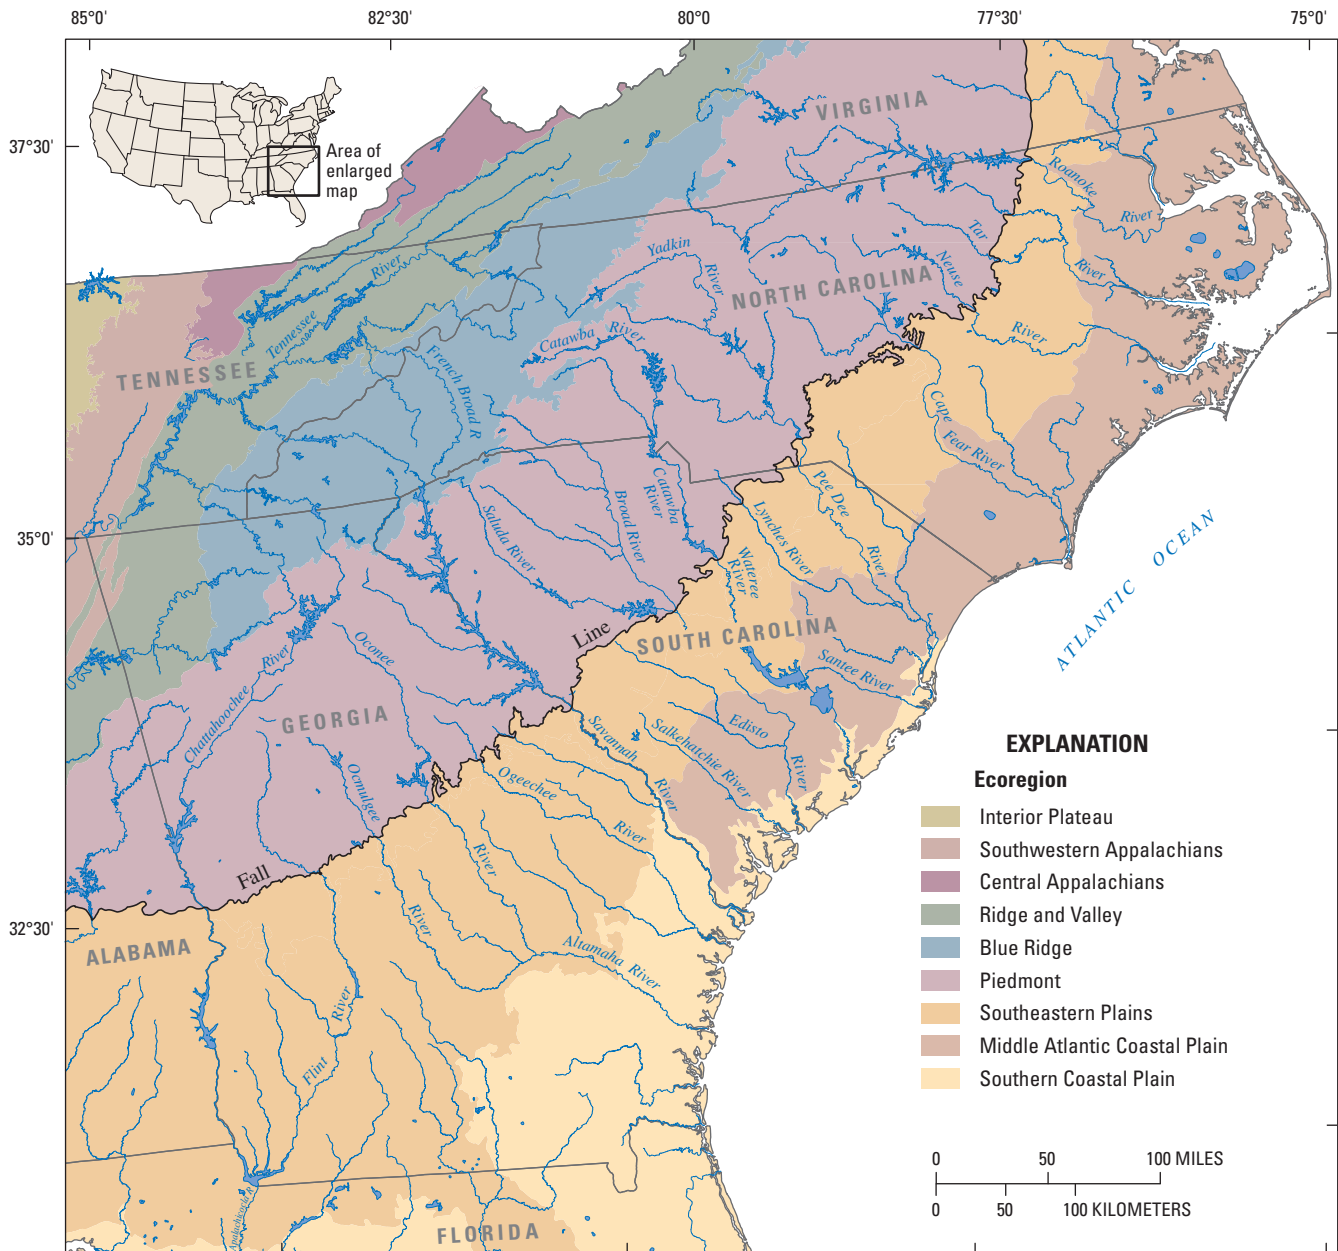 85°0'
82°30'
80°0'
77°30'
75°0'
37°30'
35°0'
32°30'
Area of
enlarged
map
VIRGINIA
NORTH CAROLINA
TENNESSEE
SOUTH CAROLINA
GEORGIA
ALABAMA
FLORIDA
ATLANTIC OCEAN
Roanoke
River
Tar
River
Neuse
River
Yadkin
River
Catawba River
Tennessee
River
French Broad R
Cape
Fear River
Pee Dee
River
Lynches River
Catawba
River
Wateree
River
Broad River
Saluda River
Santee River
Edisto
River
Salkehatchie River
Savannah
River
Ogeechee
River
Oconee
River
Ocmulgee
River
Altamaha River
Chattahoochee
River
Flint
River
Apalachicola R
Fall
Line
EXPLANATION
Ecoregion
Interior Plateau
Southwestern Appalachians
Central Appalachians
Ridge and Valley
Blue Ridge
Piedmont
Southeastern Plains
Middle Atlantic Coastal Plain
Southern Coastal Plain
0 50 100 MILES
0 50 100 KILOMETERS